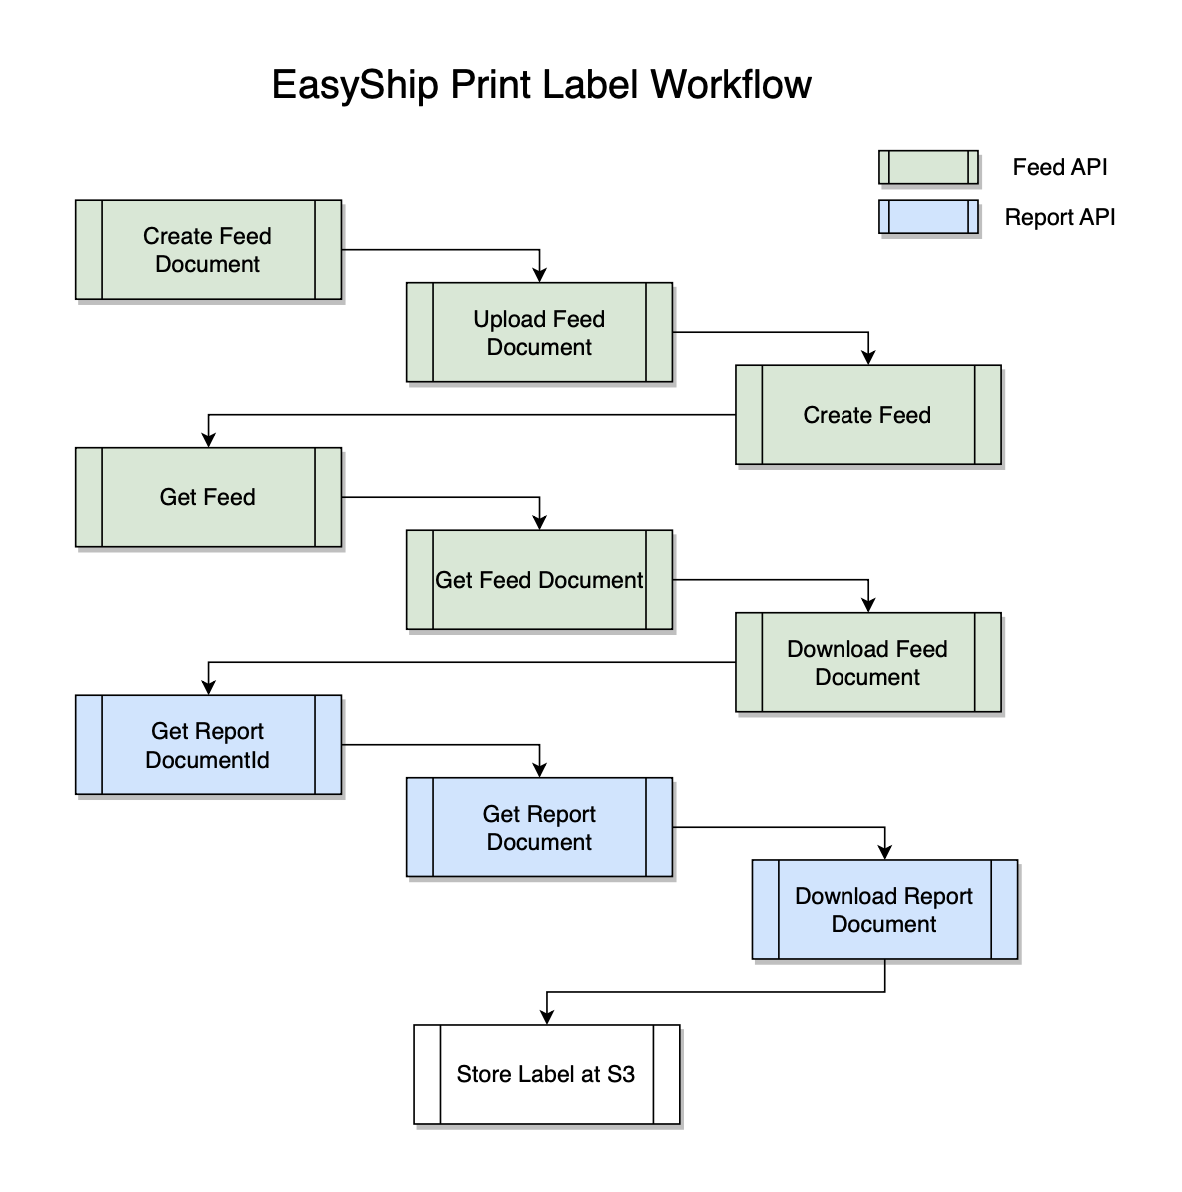 EasyShip Print Label Workflow
Feed API
Report API
Create Feed
Document
Upload Feed
Document
Create Feed
Get Feed
Get Feed Document
Download Feed
Document
Get Report
DocumentId
Get Report
Document
Download Report
Document
Store Label at S3